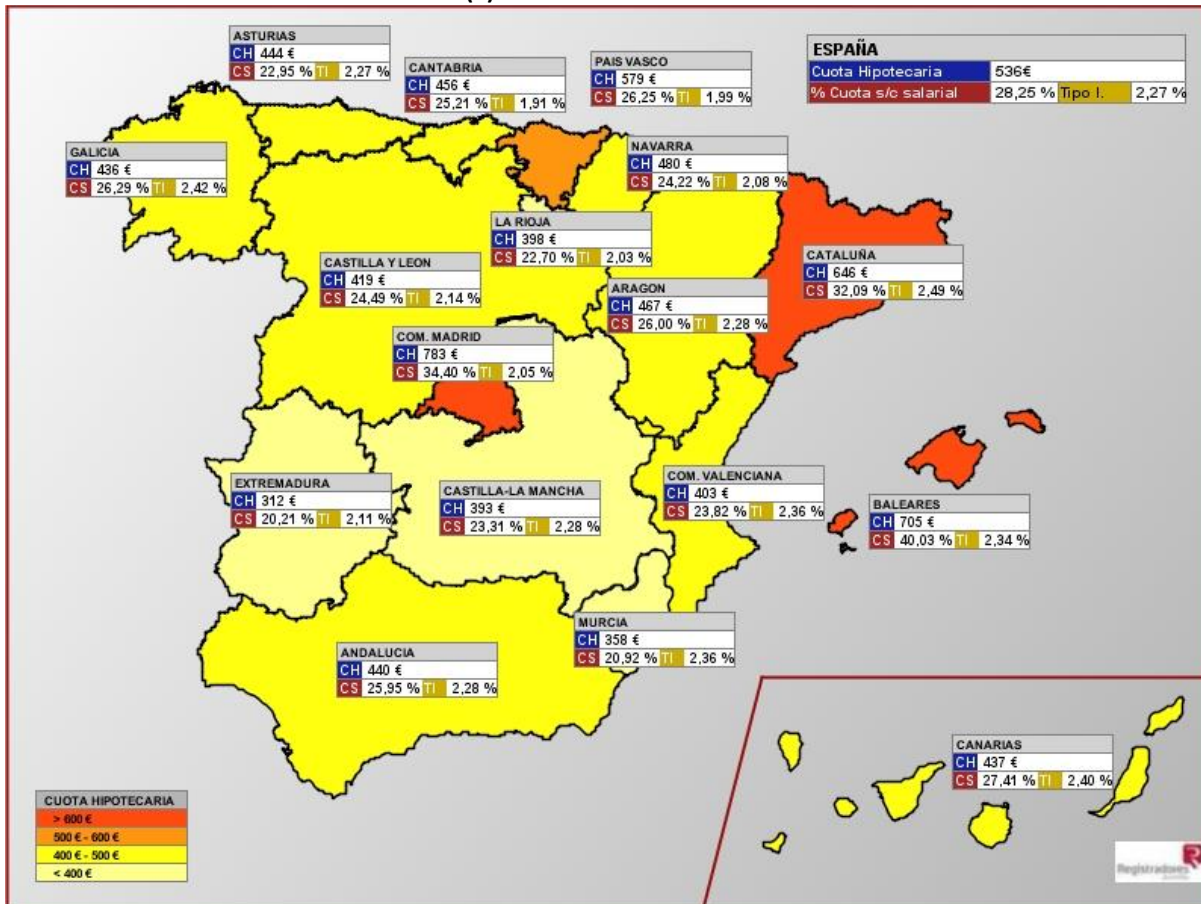 ASTURIAS
CH 444 €
CS 22,95 % TI 2,27 %
CANTABRIA
CH 456 €
CS 25,21 % TI 1,91 %
PAIS VASCO
CH 579 €
CS 26,25 % TI 1,99 %
ESPAÑA
Cuota Hipotecaria 536€
% Cuota s/c salarial 28,25 % Tipo I. 2,27 %
GALICIA
CH 436 €
CS 26,29 % TI 2,42 %
NAVARRA
CH 480 €
CS 24,22 % TI 2,08 %
LA RIOJA
CH 398 €
CS 22,70 % TI 2,03 %
CASTILLA Y LEON
CH 419 €
CS 24,49 % TI 2,14 %
CATALUÑA
CH 646 €
CS 32,09 % TI 2,49 %
ARAGON
CH 467 €
CS 26,00 % TI 2,28 %
COM. MADRID
CH 783 €
CS 34,40 % TI 2,05 %
EXTREMADURA
CH 312 €
CS 20,21 % TI 2,11 %
CASTILLA-LA MANCHA
CH 393 €
CS 23,31 % TI 2,28 %
COM. VALENCIANA
CH 403 €
CS 23,82 % TI 2,36 %
BALEARES
CH 705 €
CS 40,03 % TI 2,34 %
MURCIA
CH 358 €
CS 20,92 % TI 2,36 %
ANDALUCIA
CH 440 €
CS 25,95 % TI 2,28 %
CANARIAS
CH 437 €
CS 27,41 % TI 2,40 %
CUOTA HIPOTECARIA
> 600 €
500 € - 600 €
400 € - 500 €
< 400 €
Registradores